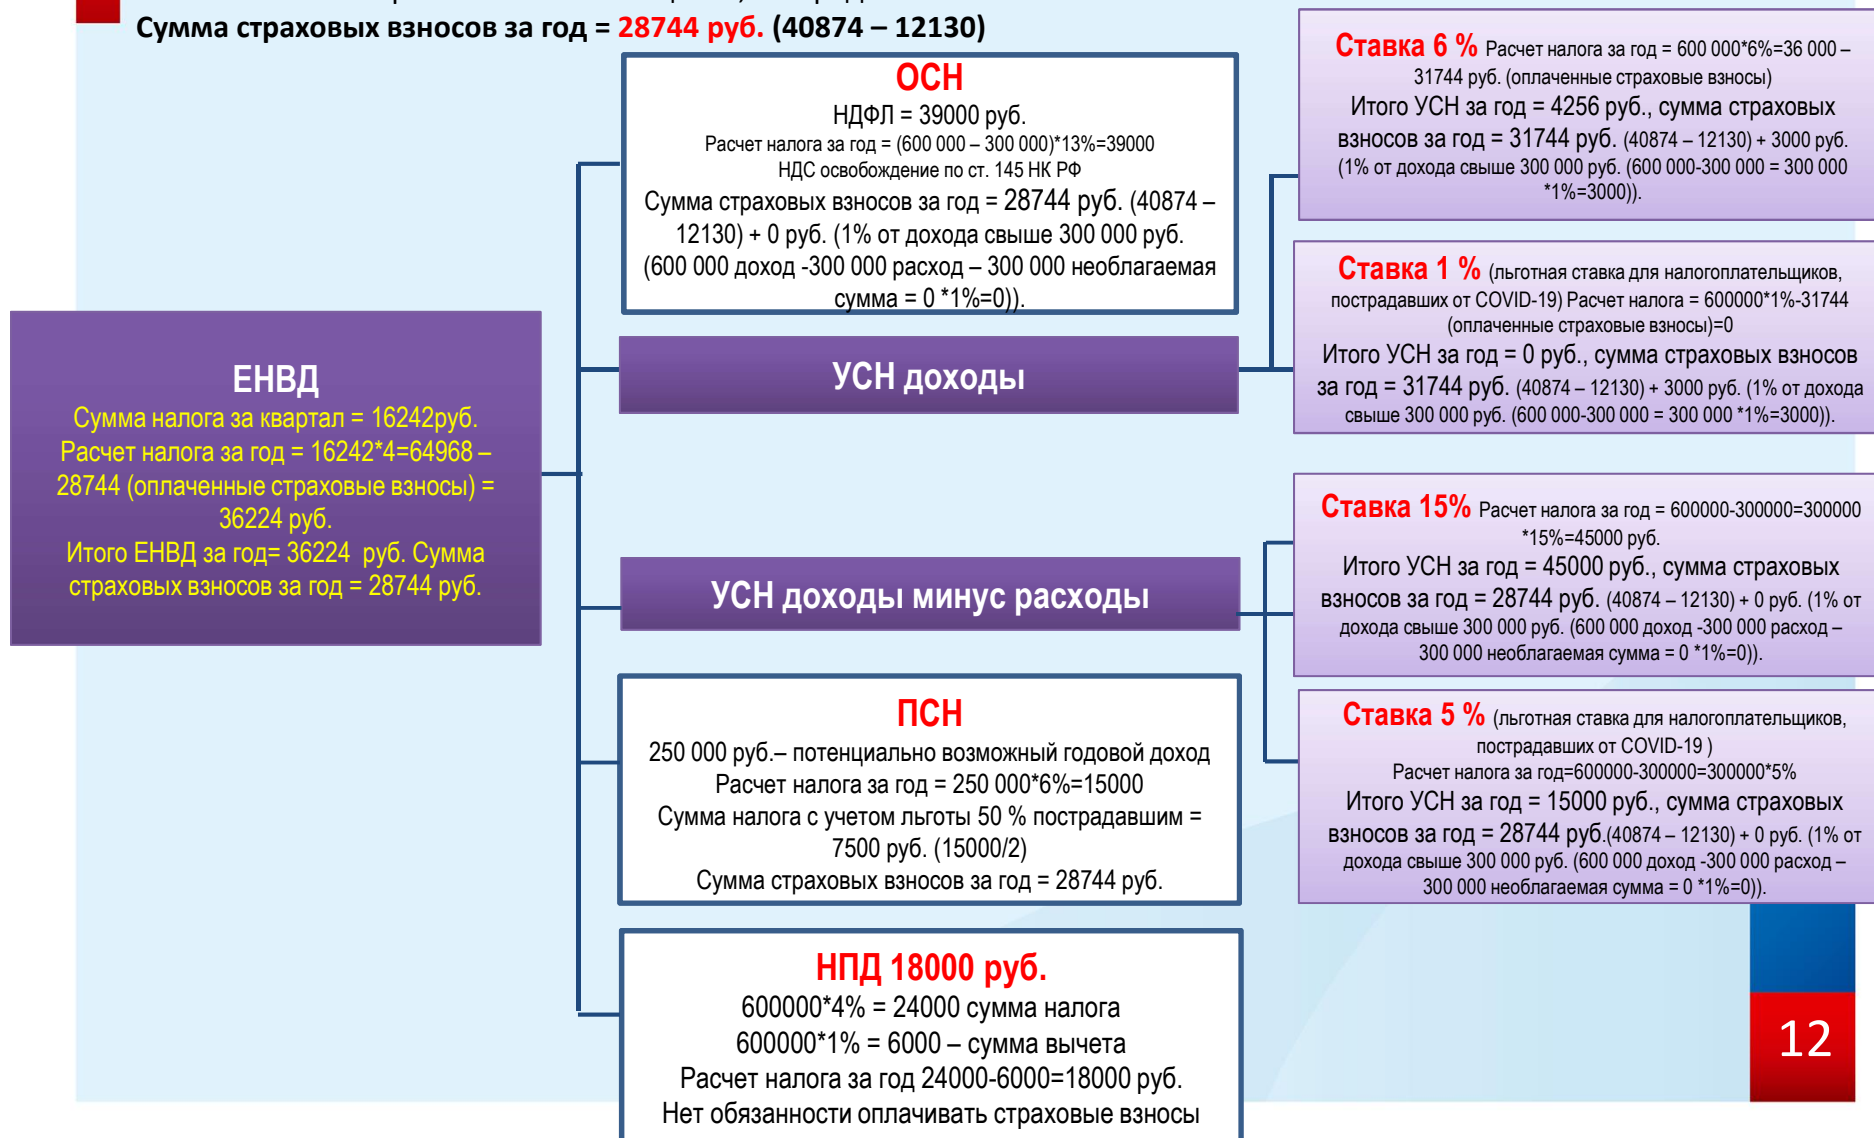 Сумма страховых взносов за год = 28744 руб. (40874 – 12130)
ЕНВД
Сумма налога за квартал = 16242руб.
Расчет налога за год = 16242*4=64968 –
28744 (оплаченные страховые взносы) =
36224 руб.
Итого ЕНВД за год= 36224 руб. Сумма
страховых взносов за год = 28744 руб.
ОСН
НДФЛ = 39000 руб.
Расчет налога за год = (600 000 – 300 000)*13%=39000
НДС освобождение по ст. 145 НК РФ
Сумма страховых взносов за год = 28744 руб. (40874 –
12130) + 0 руб. (1% от дохода свыше 300 000 руб.
(600 000 доход -300 000 расход – 300 000 необлагаемая
сумма = 0 *1%=0)).
УСН доходы
Ставка 6 % Расчет налога за год = 600 000*6%=36 000 –
31744 руб. (оплаченные страховые взносы)
Итого УСН за год = 4256 руб., сумма страховых
взносов за год = 31744 руб. (40874 – 12130) + 3000 руб.
(1% от дохода свыше 300 000 руб. (600 000-300 000 = 300 000
*1%=3000)).
Ставка 1 % (льготная ставка для налогоплательщиков,
пострадавших от COVID-19) Расчет налога = 600000*1%-31744
(оплаченные страховые взносы)=0
Итого УСН за год = 0 руб., сумма страховых взносов
за год = 31744 руб. (40874 – 12130) + 3000 руб. (1% от дохода
свыше 300 000 руб. (600 000-300 000 = 300 000 *1%=3000)).
УСН доходы минус расходы
Ставка 15% Расчет налога за год = 600000-300000=300000
*15%=45000 руб.
Итого УСН за год = 45000 руб., сумма страховых
взносов за год = 28744 руб. (40874 – 12130) + 0 руб. (1% от
дохода свыше 300 000 руб. (600 000 доход -300 000 расход –
300 000 необлагаемая сумма = 0 *1%=0)).
Ставка 5 % (льготная ставка для налогоплательщиков,
пострадавших от COVID-19 )
Расчет налога за год=600000-300000=300000*5%
Итого УСН за год = 15000 руб., сумма страховых
взносов за год = 28744 руб.(40874 – 12130) + 0 руб. (1% от
дохода свыше 300 000 руб. (600 000 доход -300 000 расход –
300 000 необлагаемая сумма = 0 *1%=0)).
ПСН
250 000 руб.– потенциально возможный годовой доход
Расчет налога за год = 250 000*6%=15000
Сумма налога с учетом льготы 50 % пострадавшим =
7500 руб. (15000/2)
Сумма страховых взносов за год = 28744 руб.
НПД 18000 руб.
600000*4% = 24000 сумма налога
600000*1% = 6000 – сумма вычета
Расчет налога за год 24000-6000=18000 руб.
Нет обязанности оплачивать страховые взносы
12